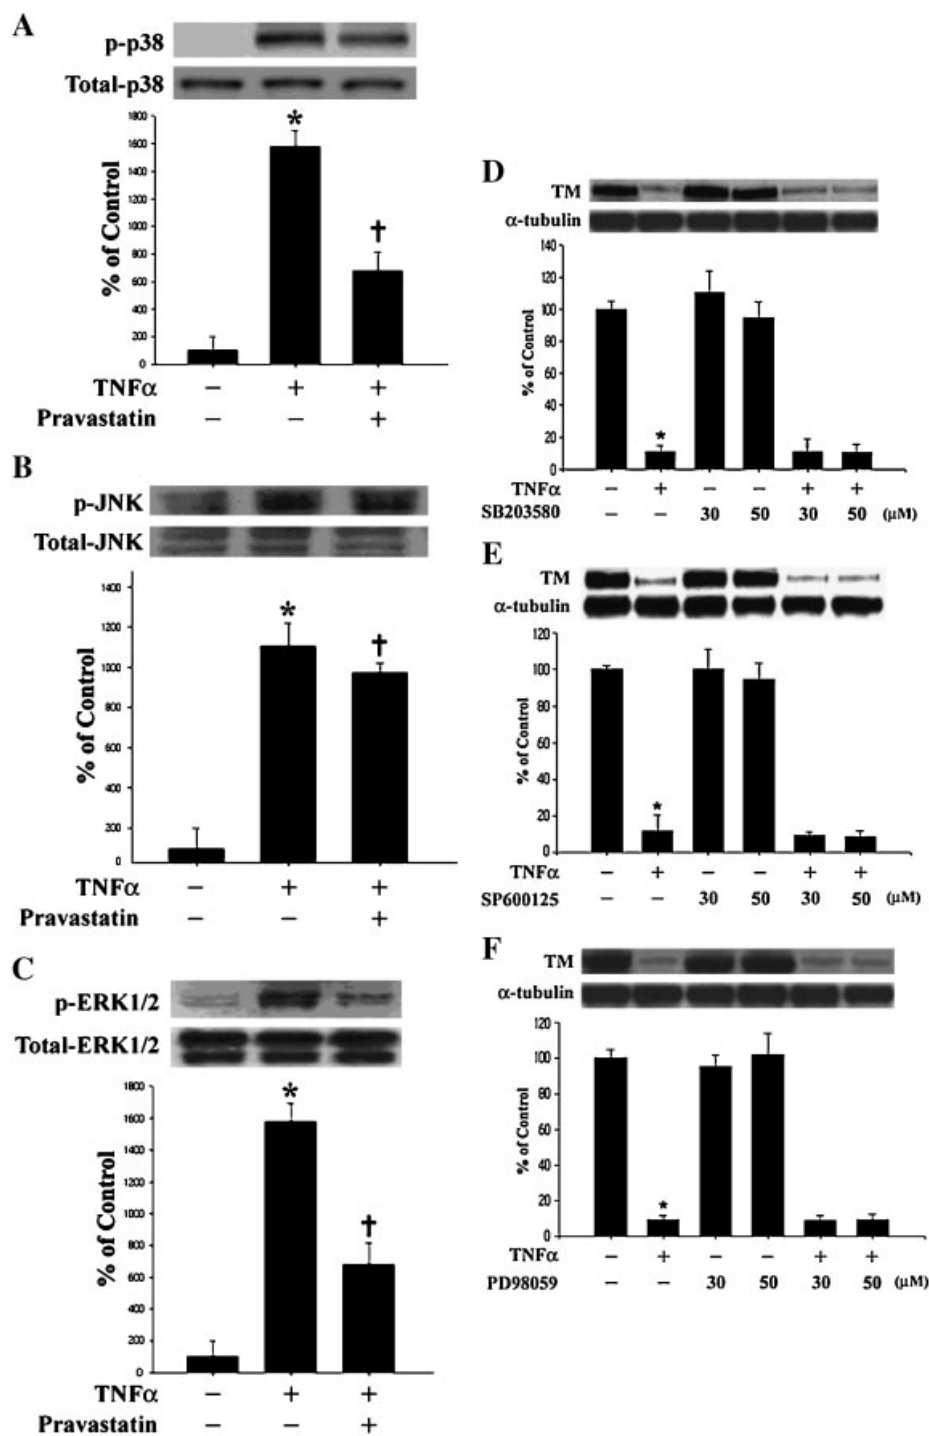 A
p-p38
Total-p38
1800
*
1600
1400
1200
1000
800
600
400
200
0
†
% of Control
TNFα − + +
Pravastatin − − +
B
p-JNK
Total-JNK
1400
1200
1000
800
600
400
200
0
*
†
% of Control
TNFα − + +
Pravastatin − − +
C
p-ERK1/2
Total-ERK1/2
1800
1600
1400
1200
1000
800
600
400
200
0
*
†
% of Control
TNFα − + +
Pravastatin − − +
D
TM
α-tubulin
140
120
100
80
60
40
20
0
*
% of Control
TNFα − + − − + +
SB203580 − − 30 50 30 50 (μM)
E
TM
α-tubulin
120
100
80
60
40
20
0
*
% of Control
TNFα − + − − + +
SP600125 − − 30 50 30 50 (μM)
F
TM
α-tubulin
120
100
80
60
40
20
0
*
% of Control
TNFα − + − − + +
PD98059 − − 30 50 30 50 (μM)